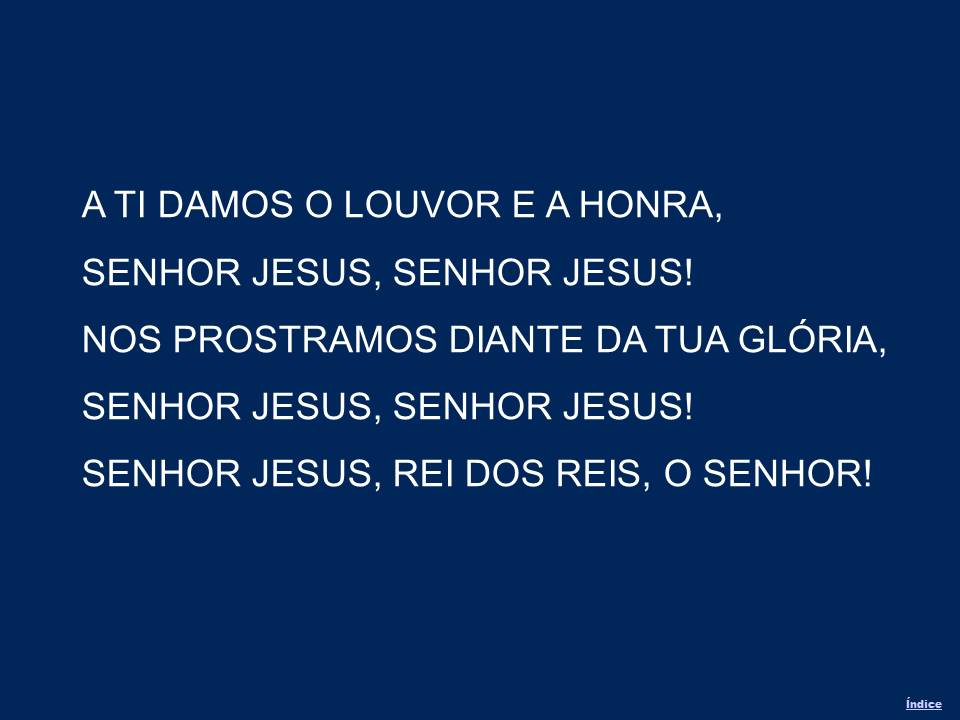 A TI DAMOS O LOUVOR E A HONRA,
SENHOR JESUS, SENHOR JESUS!
NOS PROSTRAMOS DIANTE DA TUA GLÓRIA,
SENHOR JESUS, SENHOR JESUS!
SENHOR JESUS, REI DOS REIS, O SENHOR!
Índice